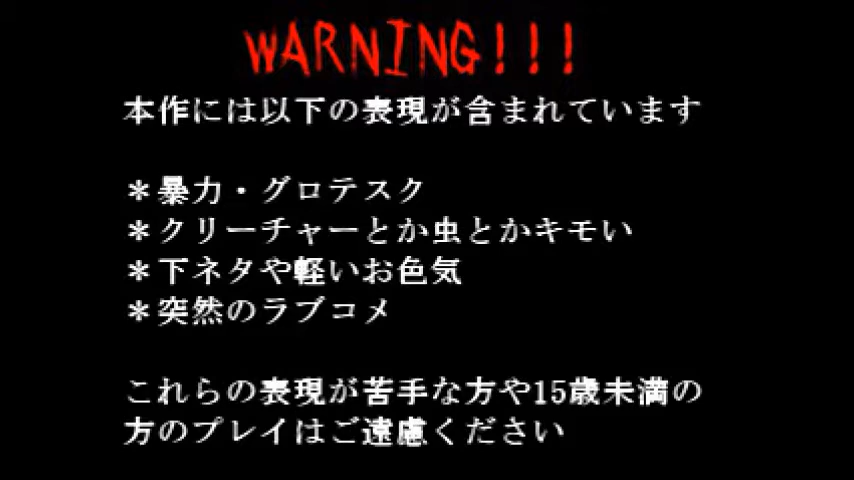 WARNING!!!
本作には以下の表現が含まれています
＊暴力・グロテスク
＊クリーチャーとか虫とかキモい
＊下ネタや軽いお色気
＊突然のラブコメ
これらの表現が苦手な方や15歳未満の
方のプレイはご遠慮ください